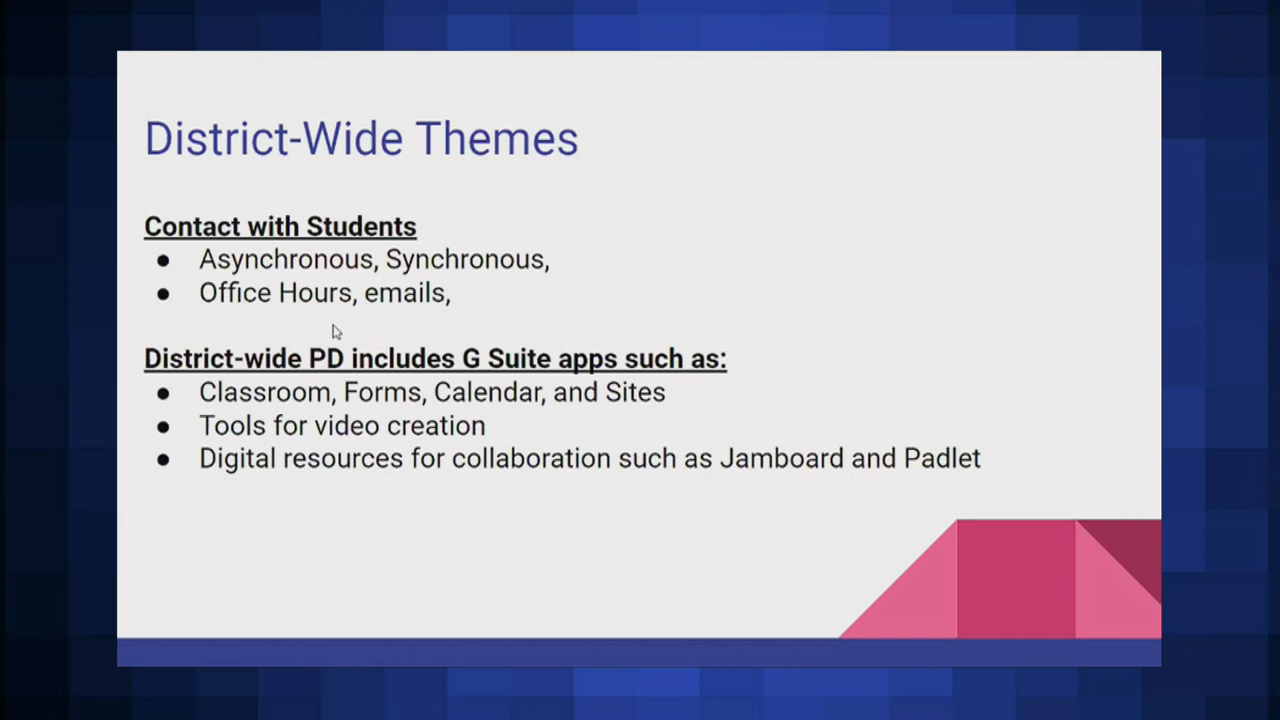 District-Wide Themes
Contact with Students
● Asynchronous, Synchronous,
● Office Hours, emails,
District-wide PD includes G Suite apps such as:
● Classroom, Forms, Calendar, and Sites
● Tools for video creation
● Digital resources for collaboration such as Jamboard and Padlet